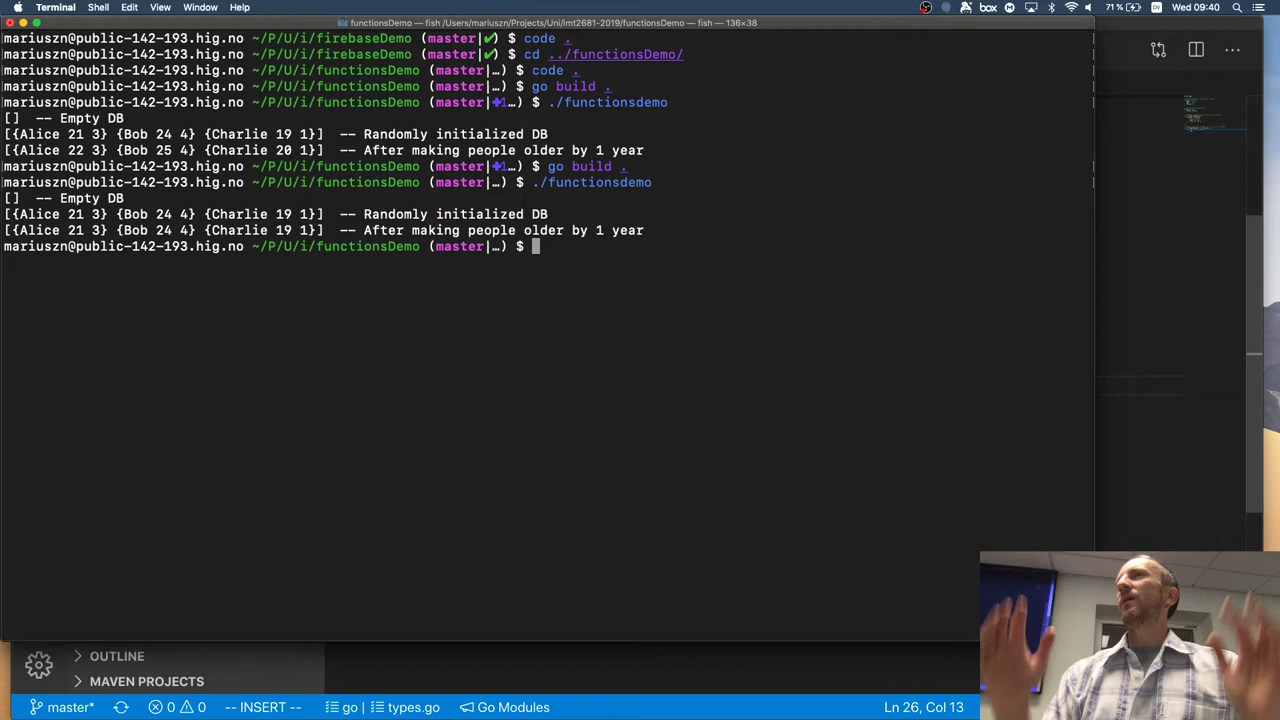 Terminal Shell Edit View Window Help 71 % DV Wed 09:40
functionsDemo — fish /Users/mariuszn/Projects/Uni/imt2681-2019/functionsDemo — fish — 136×38
mariuszn@public-142-193.hig.no ~/P/U/i/firebaseDemo (master|✔) $ code .
mariuszn@public-142-193.hig.no ~/P/U/i/firebaseDemo (master|✔) $ cd ../functionsDemo/
mariuszn@public-142-193.hig.no ~/P/U/i/functionsDemo (master|…) $ code .
mariuszn@public-142-193.hig.no ~/P/U/i/functionsDemo (master|…) $ go build .
mariuszn@public-142-193.hig.no ~/P/U/i/functionsDemo (master|✚1…) $ ./functionsdemo
[] -- Empty DB
[{Alice 21 3} {Bob 24 4} {Charlie 19 1}] -- Randomly initialized DB
[{Alice 22 3} {Bob 25 4} {Charlie 20 1}] -- After making people older by 1 year
mariuszn@public-142-193.hig.no ~/P/U/i/functionsDemo (master|✚1…) $ go build .
mariuszn@public-142-193.hig.no ~/P/U/i/functionsDemo (master|…) $ ./functionsdemo
[] -- Empty DB
[{Alice 21 3} {Bob 24 4} {Charlie 19 1}] -- Randomly initialized DB
[{Alice 21 3} {Bob 24 4} {Charlie 19 1}] -- After making people older by 1 year
mariuszn@public-142-193.hig.no ~/P/U/i/functionsDemo (master|…) $
OUTLINE
MAVEN PROJECTS
master* 0 0 -- INSERT -- go types.go Go Modules Ln 26, Col 13